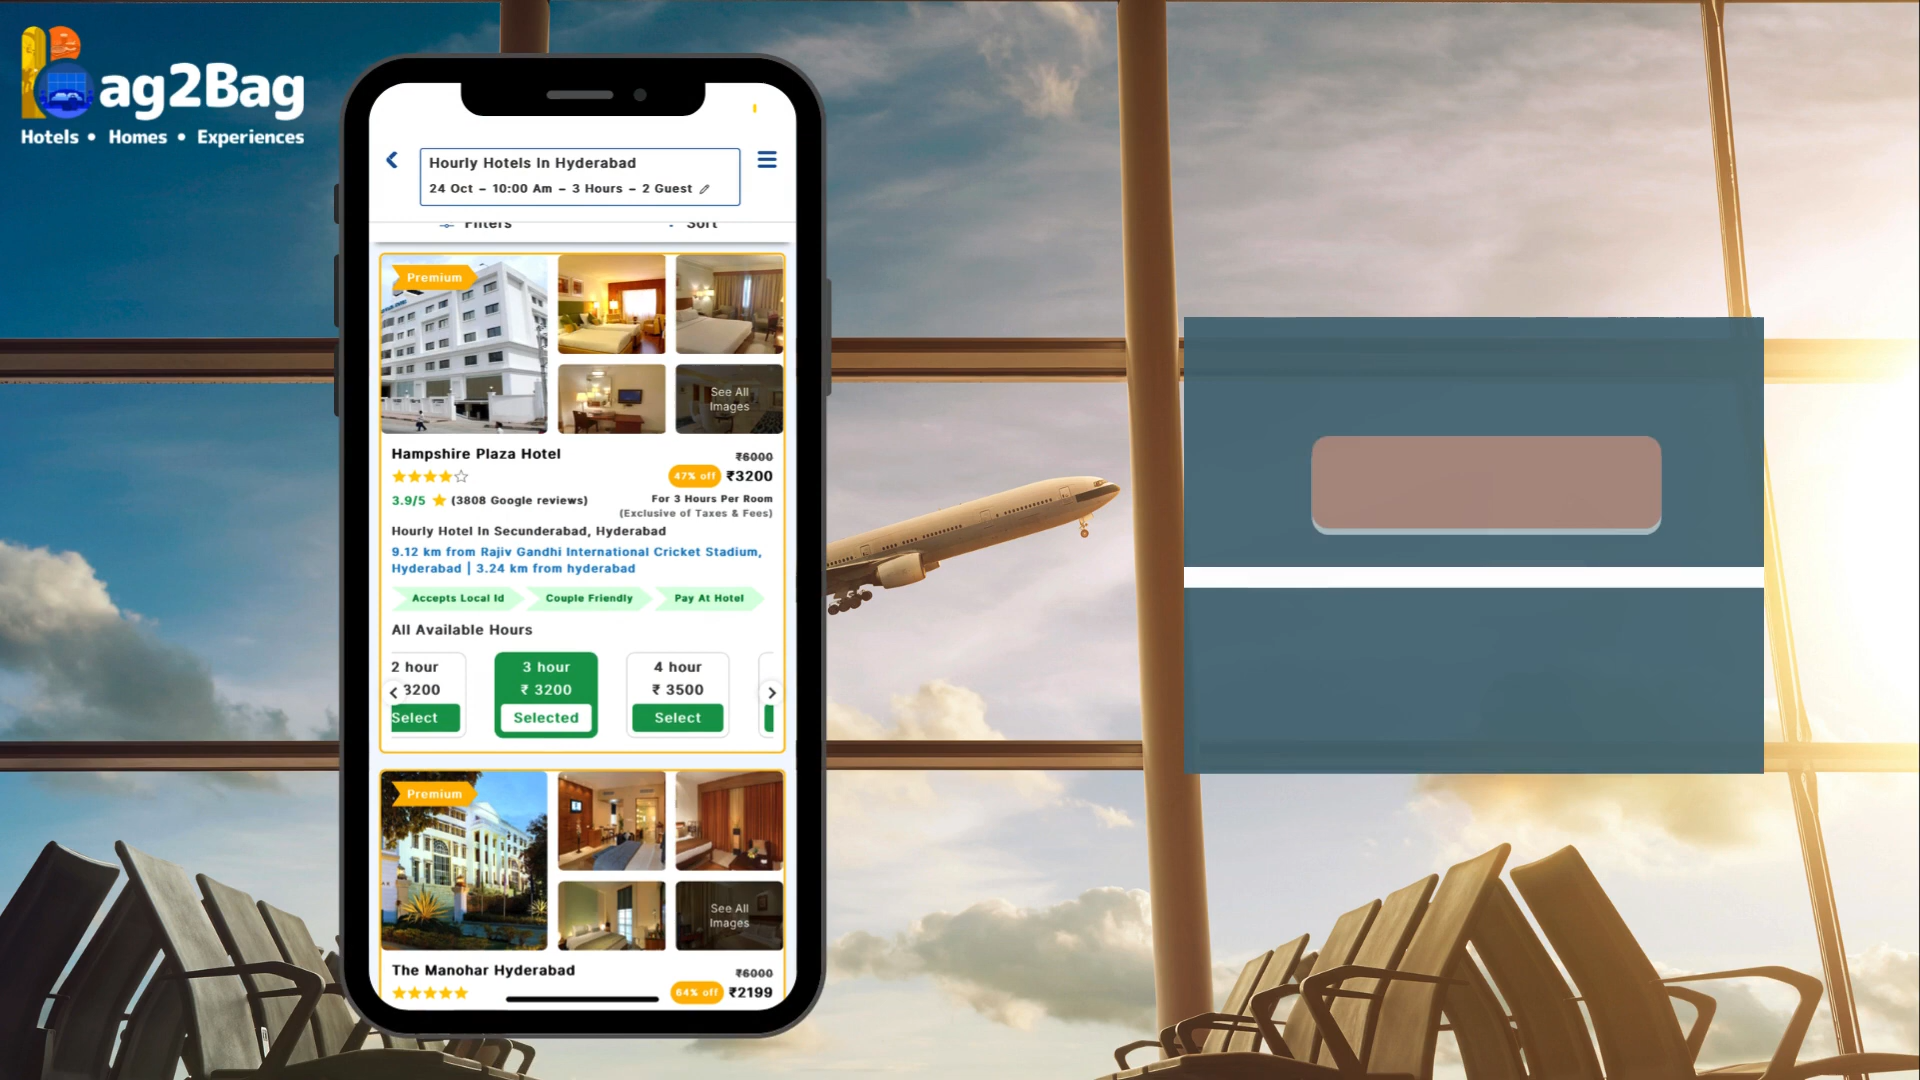 Bag2Bag
Hotels • Homes • Experiences
Hourly Hotels In Hyderabad
24 Oct – 10:00 Am – 3 Hours – 2 Guest
Filters
Sort
Premium
See All
Images
Hampshire Plaza Hotel
₹6000
47% off ₹3200
3.9/5 (3808 Google reviews)
For 3 Hours Per Room
(Exclusive of Taxes & Fees)
Hourly Hotel In Secunderabad, Hyderabad
9.12 km from Rajiv Gandhi International Cricket Stadium,
Hyderabad | 3.24 km from hyderabad
Accepts Local Id
Couple Friendly
Pay At Hotel
All Available Hours
2 hour
3200
Select
3 hour
₹ 3200
Selected
4 hour
₹ 3500
Select
Premium
See All
Images
The Manohar Hyderabad
₹6000
64% off ₹2199